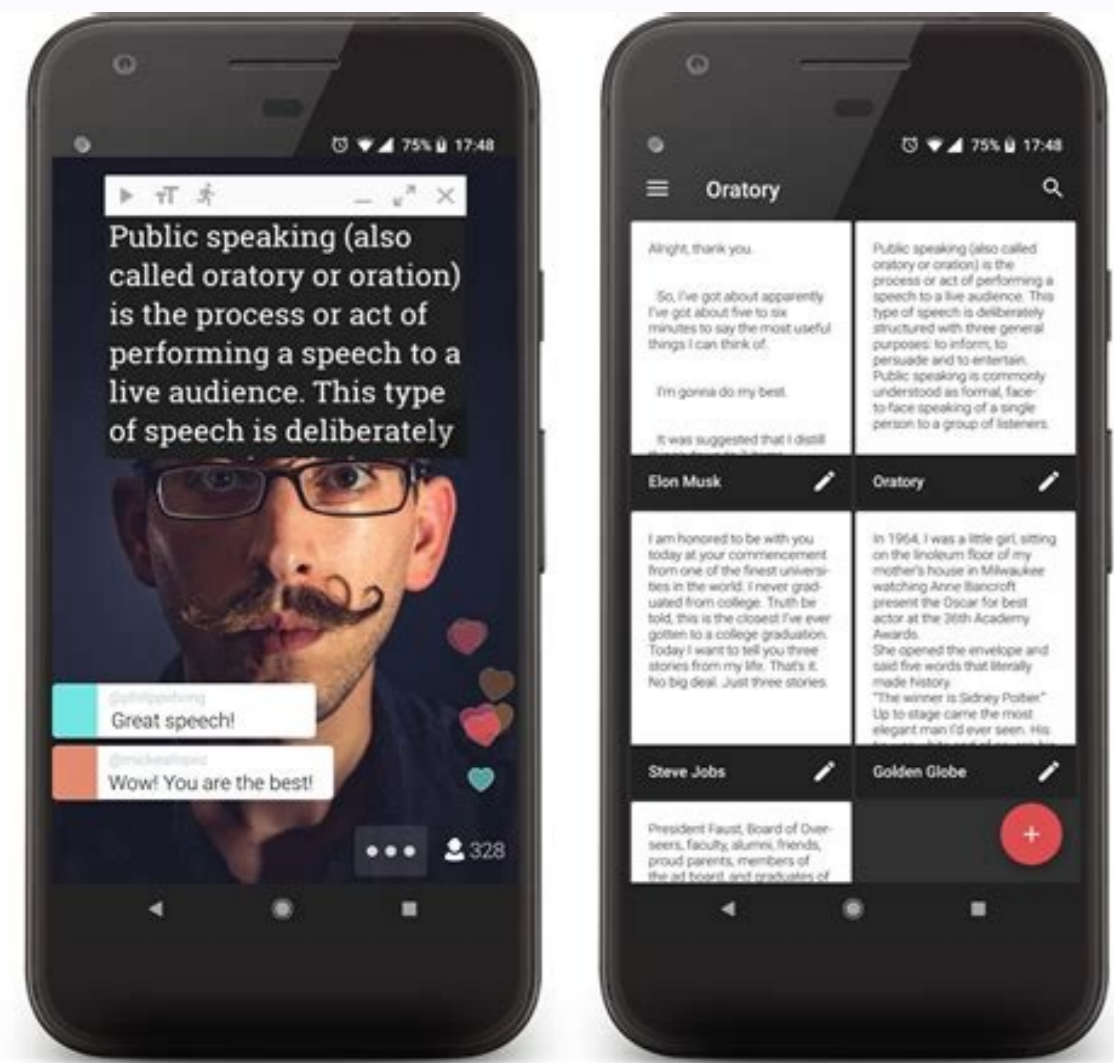 75% 17:48
Public speaking (also
called oratory or oration)
is the process or act of
performing a speech to a
live audience. This type
of speech is deliberately
@philippehong
Great speech!
Wow! You are the best!
328
75% 17:48
Oratory
Alright, thank you.
So, I've got about apparently
I've got about five to six
minutes to say the most useful
things I can think of.
I'm gonna do my best.
It was suggested that I distill
Elon Musk
Public speaking (also called
oratory or oration) is the
process or act of performing a
speech to a live audience. This
type of speech is deliberately
structured with three general
purposes: to inform, to
persuade and to entertain.
Public speaking is commonly
understood as formal, face-
to-face speaking of a single
person to a group of listeners.
Oratory
I am honored to be with you
today at your commencement
from one of the finest universi-
ties in the world. I never grad-
uated from college. Truth be
told, this is the closest I've ever
gotten to a college graduation.
Today I want to tell you three
stories from my life. That's it.
No big deal. Just three stories.
Steve Jobs
In 1964, I was a little girl, sitting
on the linoleum floor of my
mother's house in Milwaukee
watching Anne Bancroft
present the Oscar for best
actor at the 36th Academy
Awards.
She opened the envelope and
said five words that literally
made history.
"The winner is Sidney Poitier."
Up to stage came the most
elegant man I'd ever seen. His
Golden Globe
President Faust, Board of Over-
seers, faculty, alumni, friends,
proud parents, members of
the ad board, and graduates of